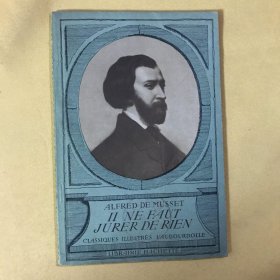 ALFRED DE MUSSET
IL NE FAUT
JURER DE RIEN
CLASSIQUES ILLUSTRÉS VAUBOURDOLLE
LIBRAIRIE HACHETTE